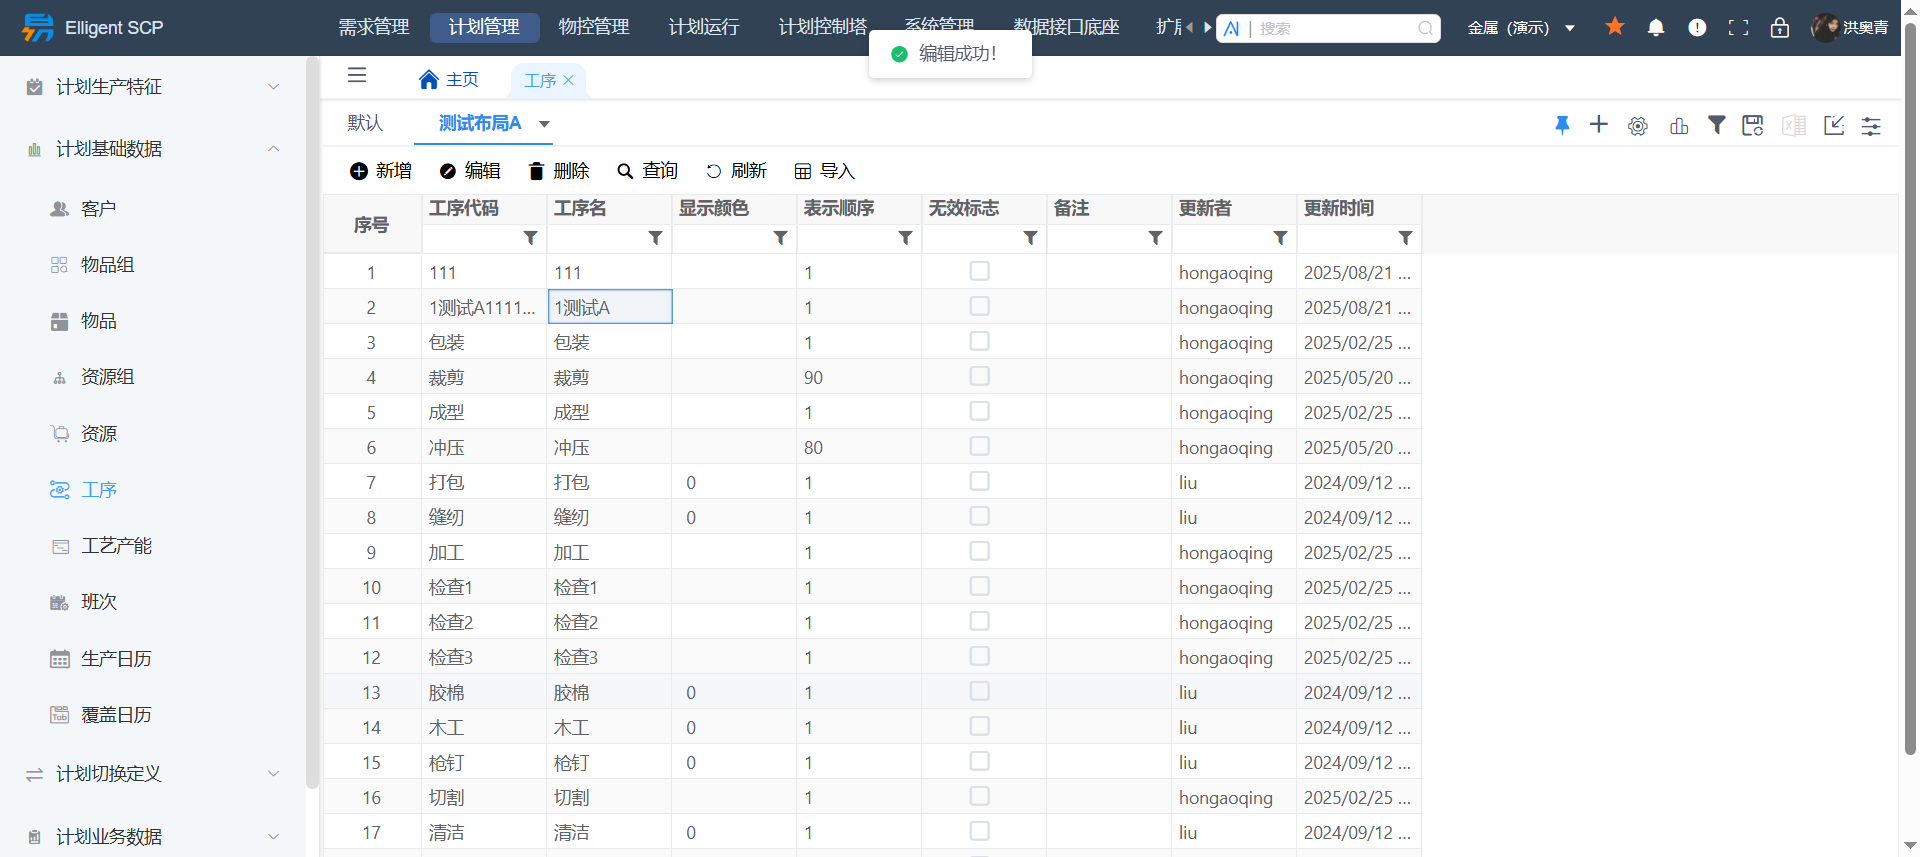 Elligent SCP
需求管理 计划管理 物控管理 计划运行 计划控制塔 系统管理 数据接口底座
搜索
金属 (演示)
洪奥青
编辑成功！
计划生产特征
计划基础数据
客户
物品组
物品
资源组
资源
工序
工艺产能
班次
生产日历
覆盖日历
计划切换定义
计划业务数据
主页 工序
默认 测试布局A
新增 编辑 删除 查询 刷新 导入
序号 工序代码 工序名 显示颜色 表示顺序 无效标志 备注 更新者 更新时间
1 111 111 1 hongaoqing 2025/08/21 ...
2 1测试A1111... 1测试A 1 hongaoqing 2025/08/21 ...
3 包装 包装 1 hongaoqing 2025/02/25 ...
4 裁剪 裁剪 90 hongaoqing 2025/05/20 ...
5 成型 成型 1 hongaoqing 2025/02/25 ...
6 冲压 冲压 80 hongaoqing 2025/05/20 ...
7 打包 打包 0 1 liu 2024/09/12 ...
8 缝纫 缝纫 0 1 liu 2024/09/12 ...
9 加工 加工 1 hongaoqing 2025/02/25 ...
10 检查1 检查1 1 hongaoqing 2025/02/25 ...
11 检查2 检查2 1 hongaoqing 2025/02/25 ...
12 检查3 检查3 1 hongaoqing 2025/02/25 ...
13 胶棉 胶棉 0 1 liu 2024/09/12 ...
14 木工 木工 0 1 liu 2024/09/12 ...
15 枪钉 枪钉 0 1 liu 2024/09/12 ...
16 切割 切割 1 hongaoqing 2025/02/25 ...
17 清洁 清洁 0 1 liu 2024/09/12 ...